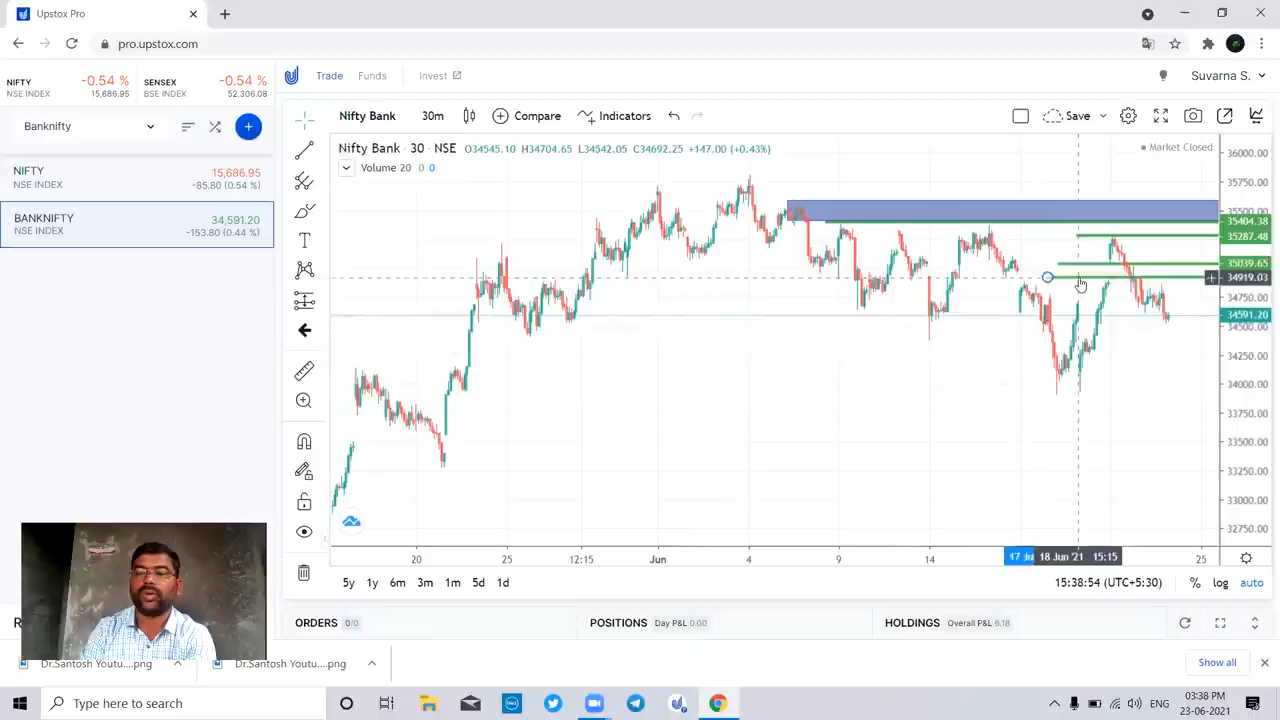 Upstox Pro
pro.upstox.com
NIFTY -0.54 %
NSE INDEX 15,686.95
SENSEX -0.54 %
BSE INDEX 52,306.08
Trade Funds Invest
Suvarna S.
Banknifty
NIFTY 15,686.95
NSE INDEX -85.80 (0.54 %)
BANKNIFTY 34,591.20
NSE INDEX -153.80 (0.44 %)
Nifty Bank 30m Compare Indicators Save
Nifty Bank · 30 · NSE O34545.10 H34704.65 L34542.05 C34692.25 +147.00 (+0.43%)
Market Closed
Volume 20 0 0
36000.00
35750.00
35500.00
35404.38
35287.48
35039.65
34919.03
34750.00
34591.20
34500.00
34250.00
34000.00
33750.00
33500.00
33250.00
33000.00
32750.00
20 25 12:15 Jun 4 9 14 17 18 Jun '21 15:15 25
5y 1y 6m 3m 1m 5d 1d
15:38:54 (UTC+5:30) % log auto
ORDERS 0/0 POSITIONS Day P&L 0.00 HOLDINGS Overall P&L 6.18
Dr.Santosh Youtu....png Dr.Santosh Youtu....png Show all
Type here to search
ENG
03:38 PM
23-06-2021